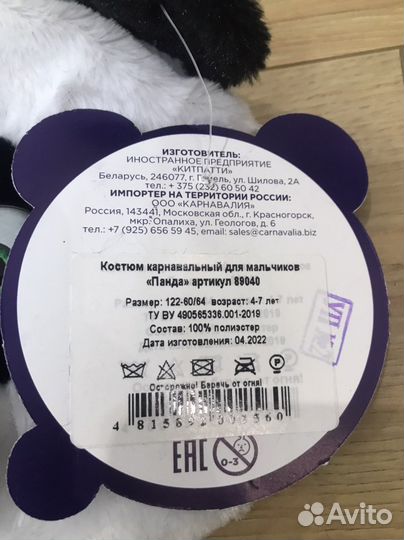 ИЗГОТОВИТЕЛЬ:
ИНОСТРАННОЕ ПРЕДПРИЯТИЕ
«КИТПАТТИ»
Беларусь, 246077, г. Гомель, ул. Шилова, 2А
тел.: + 375 (232) 60 50 42
ИМПОРТЕР НА ТЕРРИТОРИИ РОССИИ:
ООО «КАРНАВАЛИЯ»
Россия, 143441, Московская обл., г. Красногорск,
мкр. Опалиха, ул. Геологов, д. 6
тел.: +7 (925) 656 59 45, email: sales@carnavalia.biz
Костюм карнавальный для мальчиков
«Панда» артикул 89040
Размер: 122-60/64 возраст: 4-7 лет
ТУ BY 490565336.001-2019
Состав: 100% полиэстер
Дата изготовления: 04.2022
Осторожно! Беречь от огня!
EAC
0-3
Avito